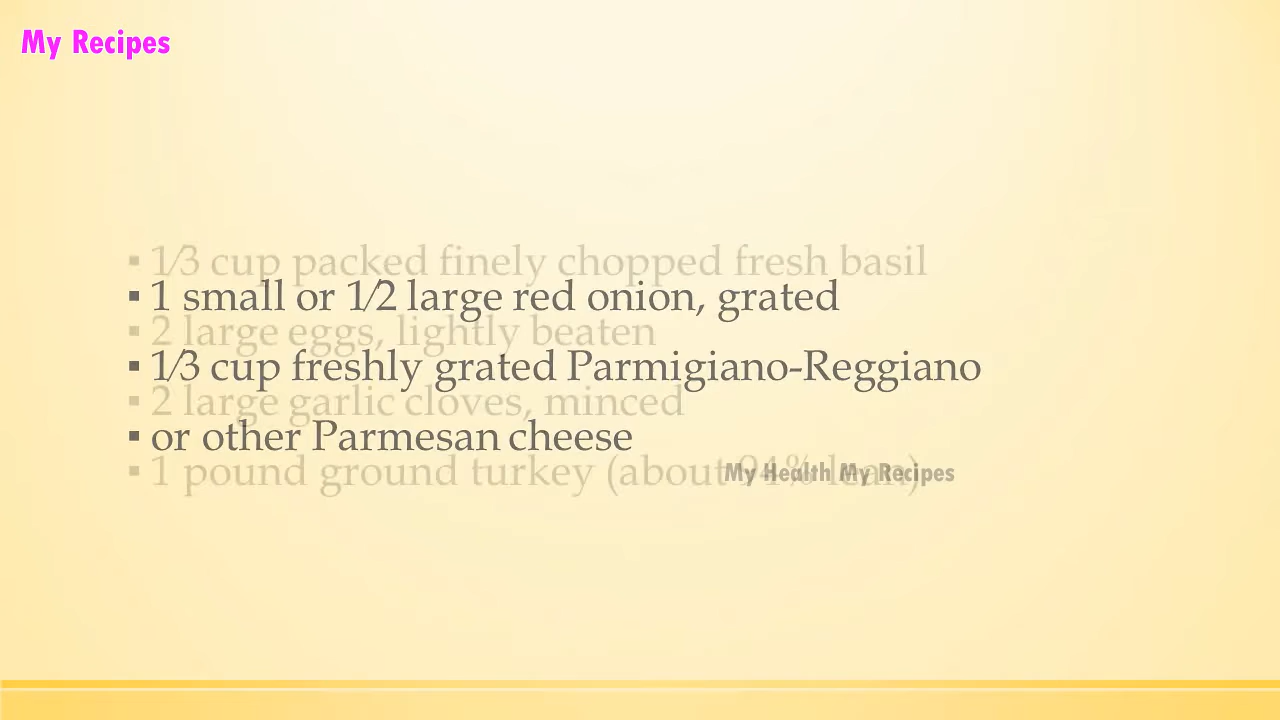 My Recipes
▪ 1/3 cup packed finely chopped fresh basil
▪ 1 small or 1/2 large red onion, grated
▪ 2 large eggs, lightly beaten
▪ 1/3 cup freshly grated Parmigiano-Reggiano
▪ 2 large garlic cloves, minced
▪ or other Parmesan cheese
▪ 1 pound ground turkey (about 94% lean)
My Health My Recipes